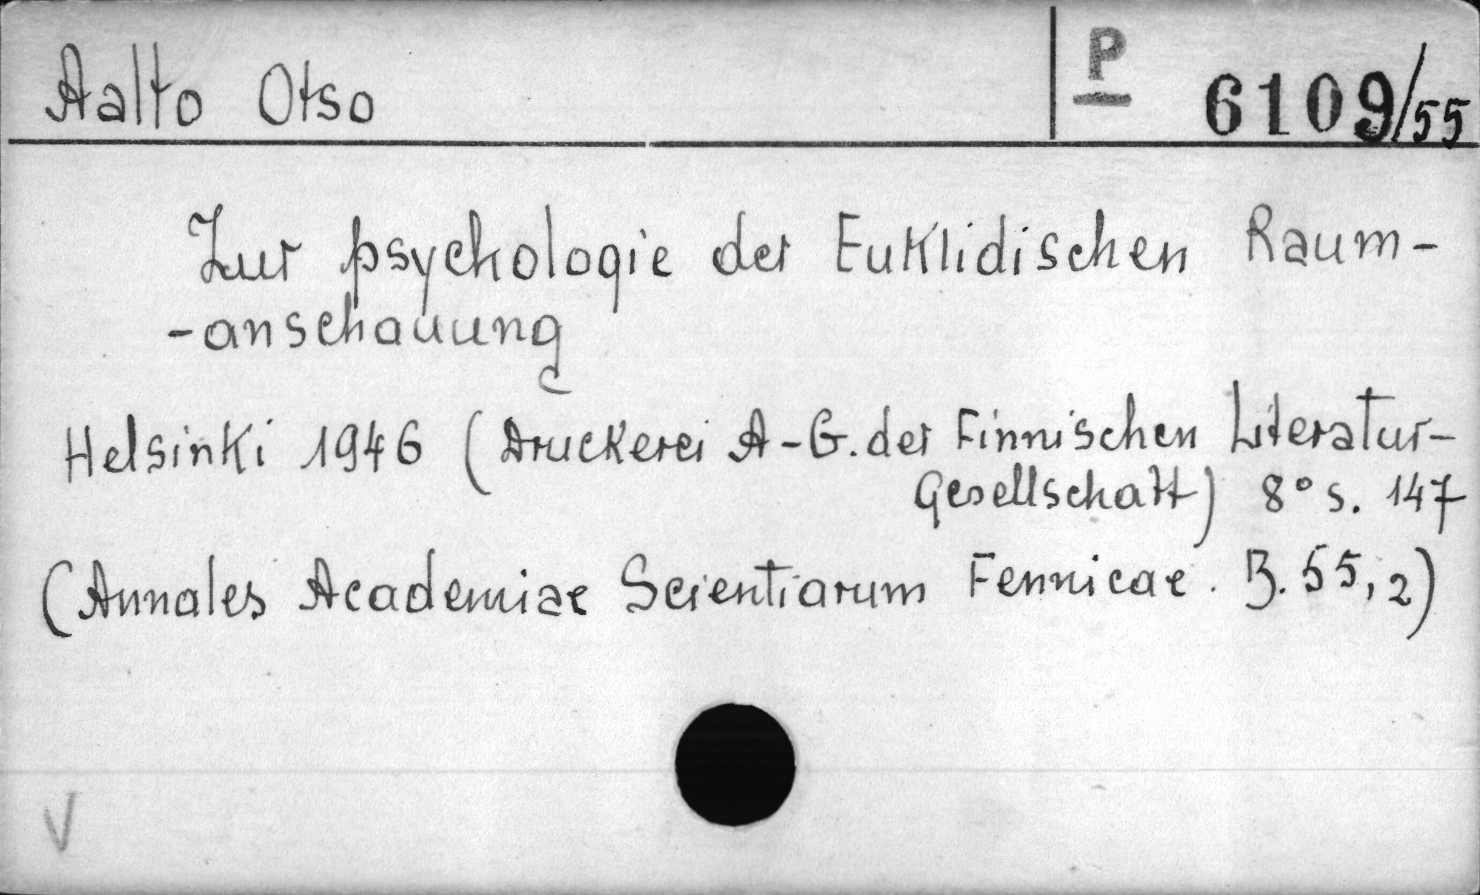 Aalto Otso
P 6109/55
Zur psychologie der Euklidischen Raum-
-anschauung
Helsinki 1946 (Druckerei A-G. der Finnischen Literatur-
Gesellschaft) 8° s. 147
(Annales Academiae Scientiarum Fennicae. B. 55,2)
V